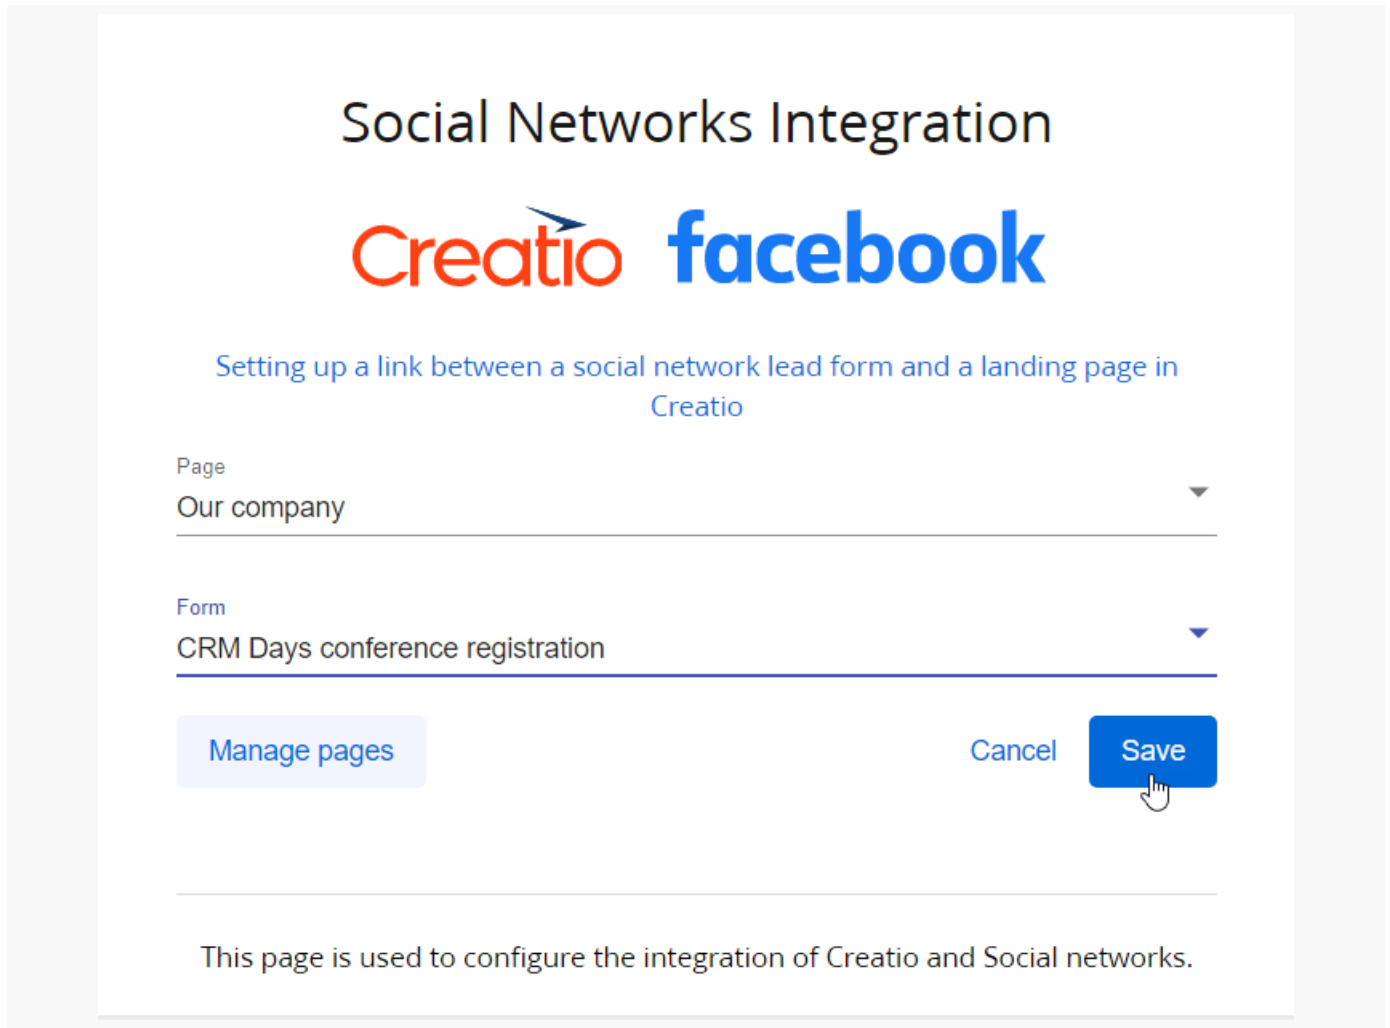 Social Networks Integration
Creatio facebook
Setting up a link between a social network lead form and a landing page in
Creatio
Page
Our company
Form
CRM Days conference registration
Manage pages Cancel Save
This page is used to configure the integration of Creatio and Social networks.